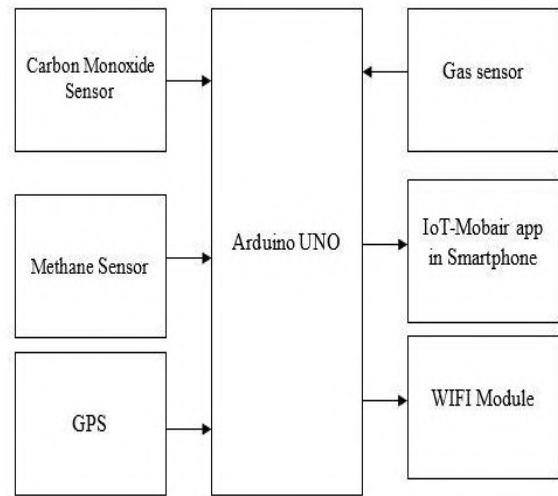 Carbon Monoxide
Sensor
Methane Sensor
GPS
Arduino UNO
Gas sensor
IoT-Mobair app
in Smartphone
WIFI Module